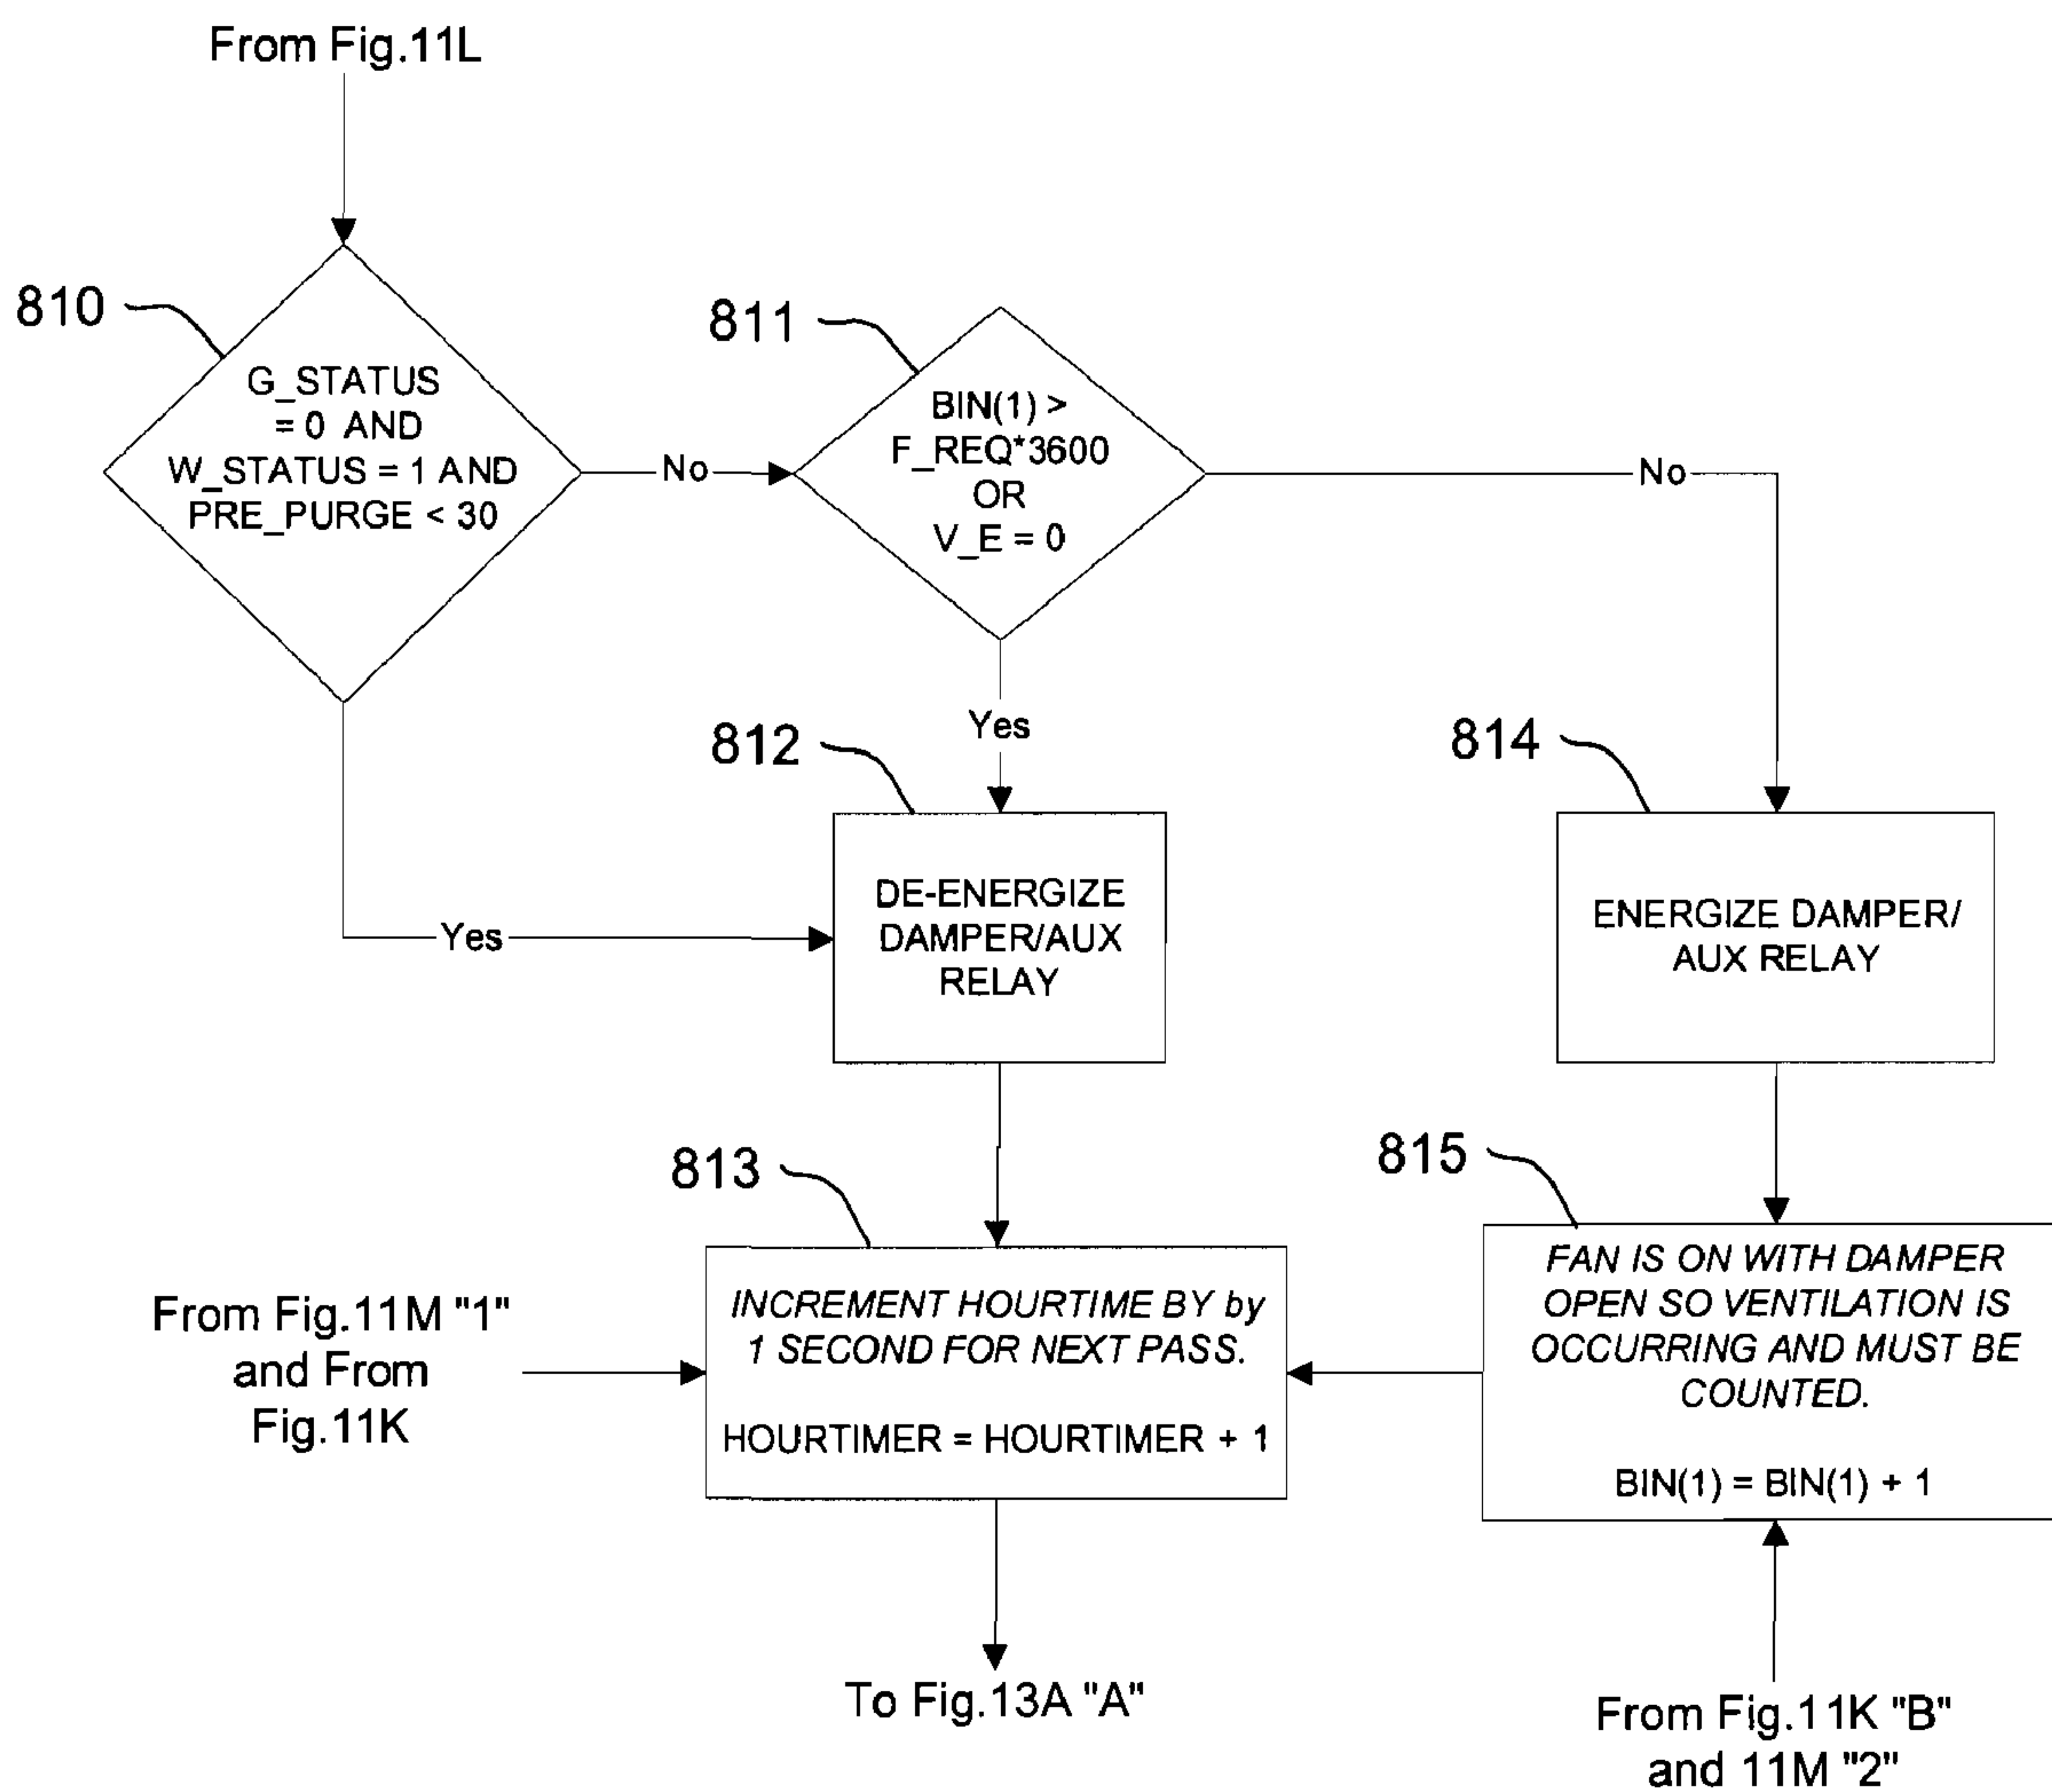 From Fig.11L
810
G_STATUS
= 0 AND
W_STATUS = 1 AND
PRE_PURGE < 30
No
811
BIN(1) >
F_REQ*3600
OR
V_E = 0
No
Yes
Yes
812
DE-ENERGIZE
DAMPER/AUX
RELAY
814
ENERGIZE DAMPER/
AUX RELAY
813
INCREMENT HOURTIME BY by
1 SECOND FOR NEXT PASS.
HOURTIMER = HOURTIMER + 1
815
FAN IS ON WITH DAMPER
OPEN SO VENTILATION IS
OCCURRING AND MUST BE
COUNTED.
BIN(1) = BIN(1) + 1
From Fig.11M "1"
and From
Fig.11K
To Fig.13A "A"
From Fig.11K "B"
and 11M "2"